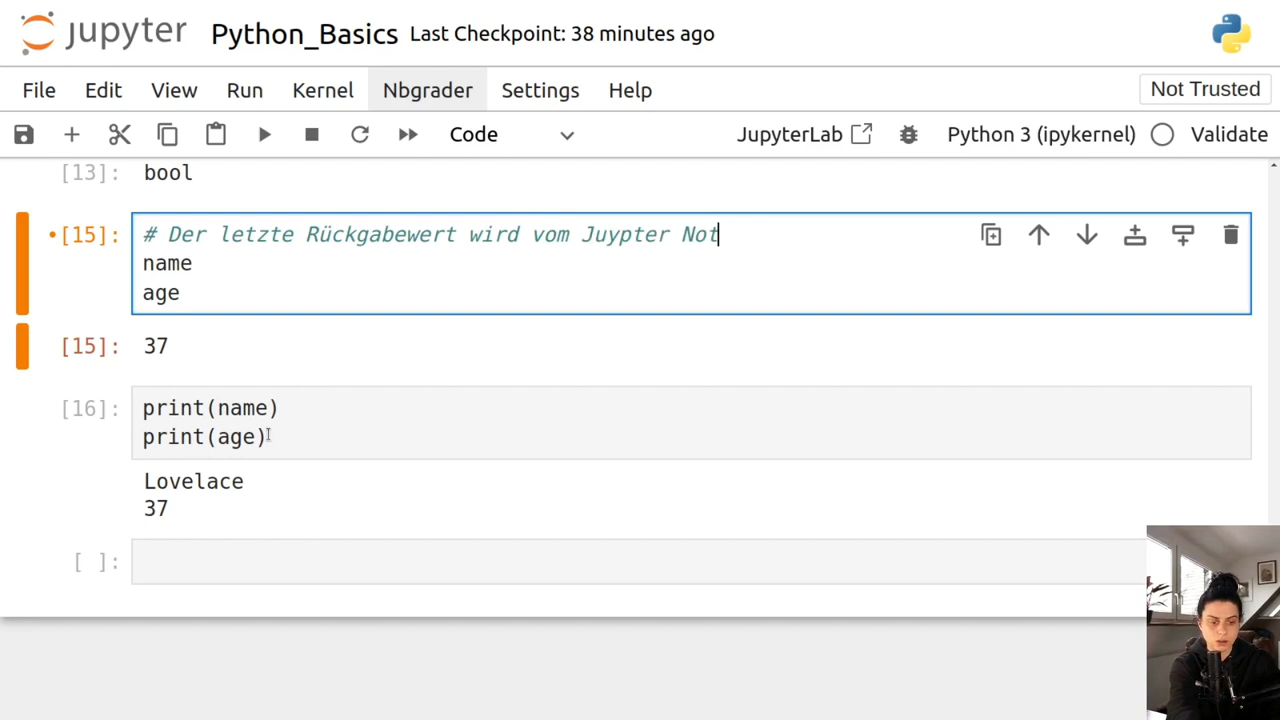 jupyter Python_Basics Last Checkpoint: 38 minutes ago
File Edit View Run Kernel Nbgrader Settings Help Not Trusted
Code JupyterLab Python 3 (ipykernel) Validate
[13]: bool
•[15]: # Der letzte Rückgabewert wird vom Juypter Not
name
age
[15]: 37
[16]: print(name)
print(age)
Lovelace
37
[ ]: